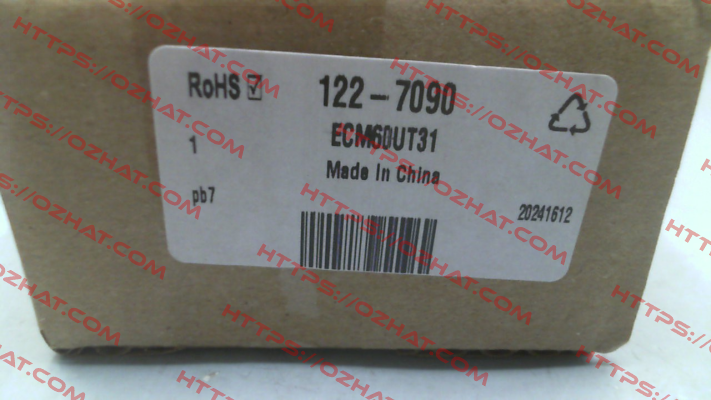 RoHS ☑ 122-7090
1 ECM60UT31
Made In China
pb7 20241612
HTTPS://OZHAT.COM